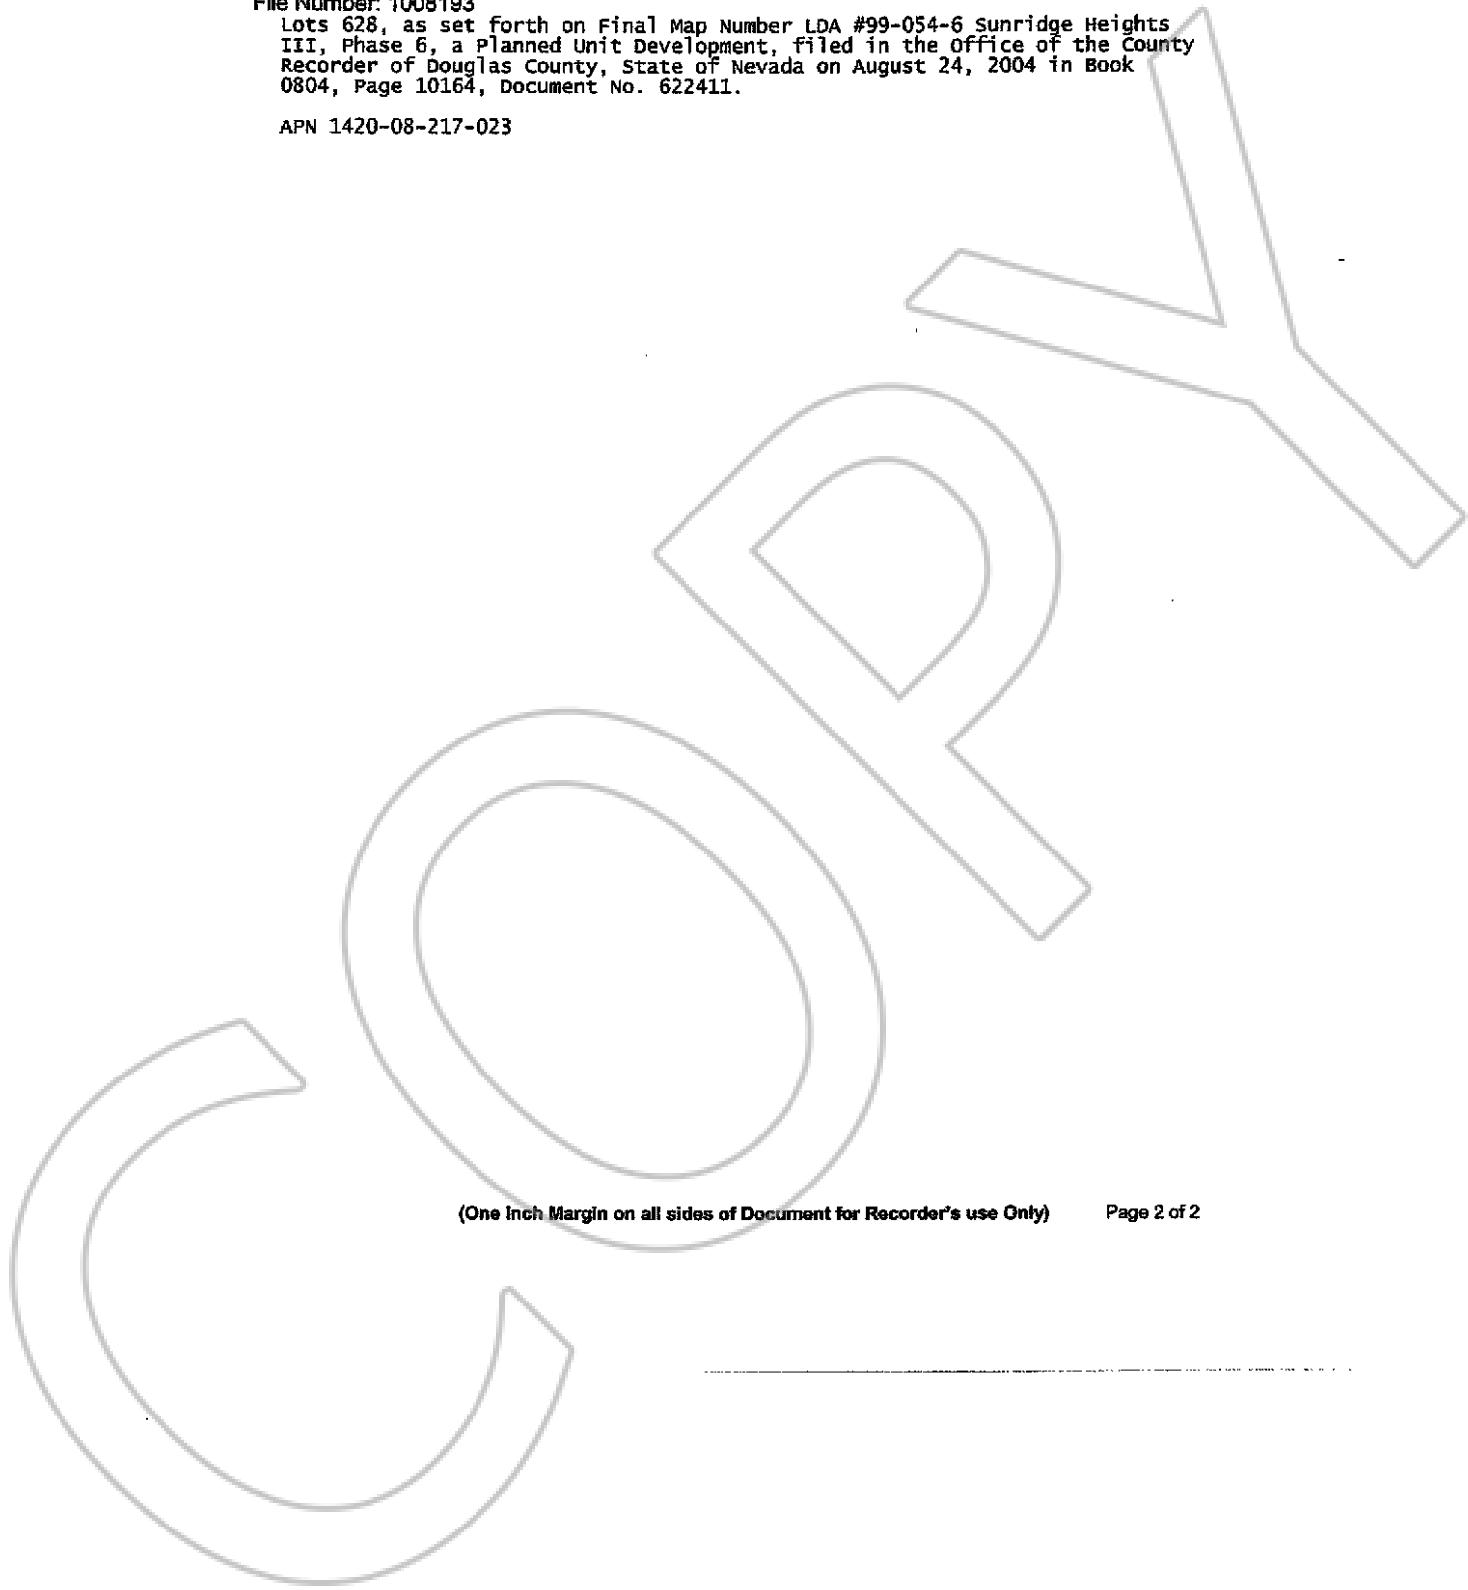 File Number: 1008193
Lots 628, as set forth on Final Map Number LDA #99-054-6 Sunridge Heights
III, Phase 6, a Planned Unit Development, filed in the Office of the County
Recorder of Douglas County, State of Nevada on August 24, 2004 in Book
0804, Page 10164, Document No. 622411.
APN 1420-08-217-023
COPY
(One Inch Margin on all sides of Document for Recorder's use Only) Page 2 of 2